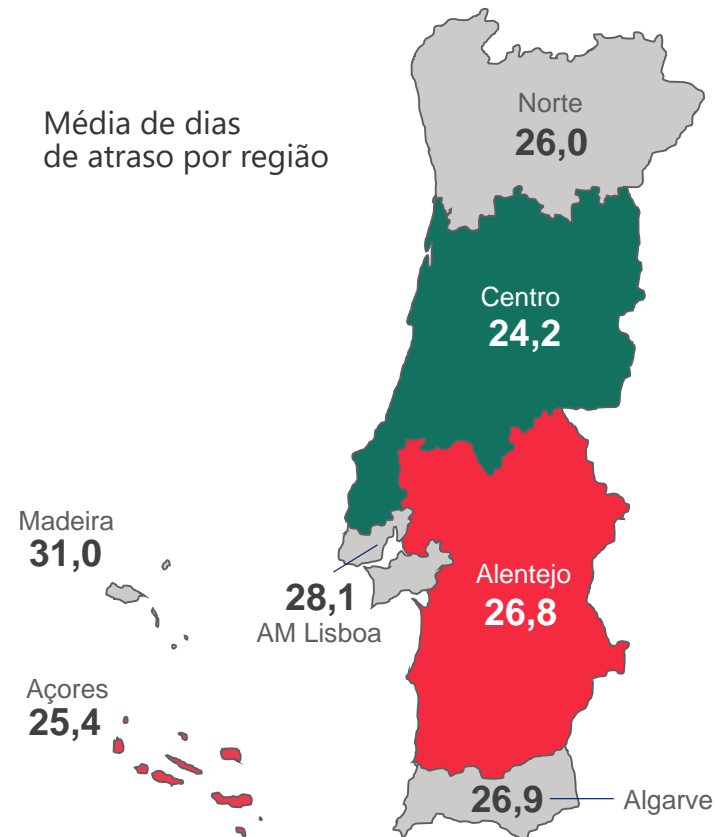 Média de dias
de atraso por região
Norte
26,0
Centro
24,2
Madeira
31,0
28,1
AM Lisboa
Alentejo
26,8
Açores
25,4
26,9
Algarve